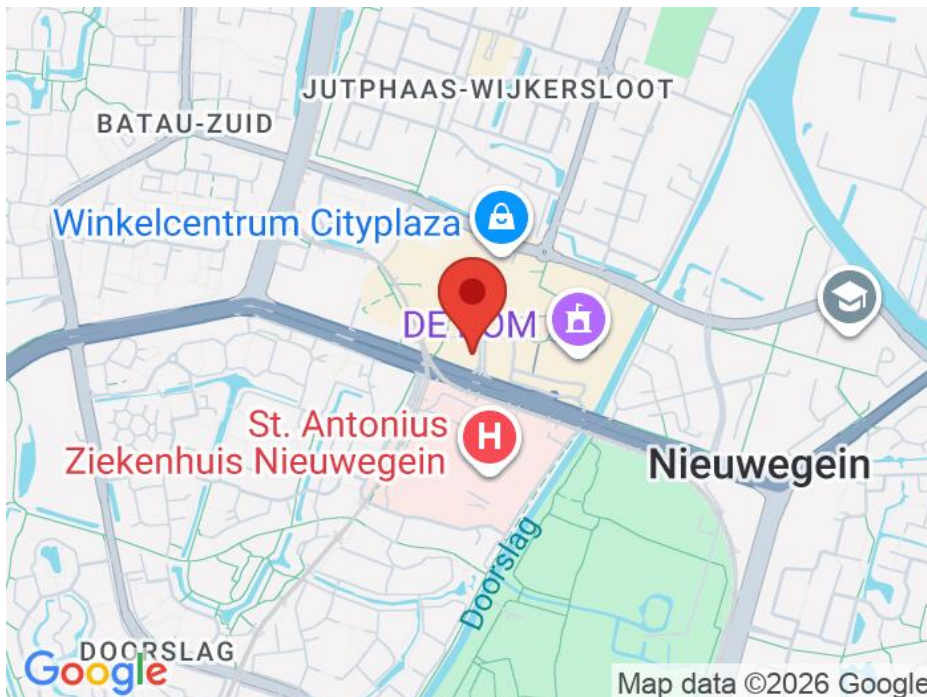 JUTPHAAS-WIJKERSLOOT
BATAU-ZUID
Winkelcentrum Cityplaza
DE KOM
St. Antonius
Ziekenhuis Nieuwegein
H
Nieuwegein
Doorslag
DOORSLAG
Google
Map data ©2026 Google